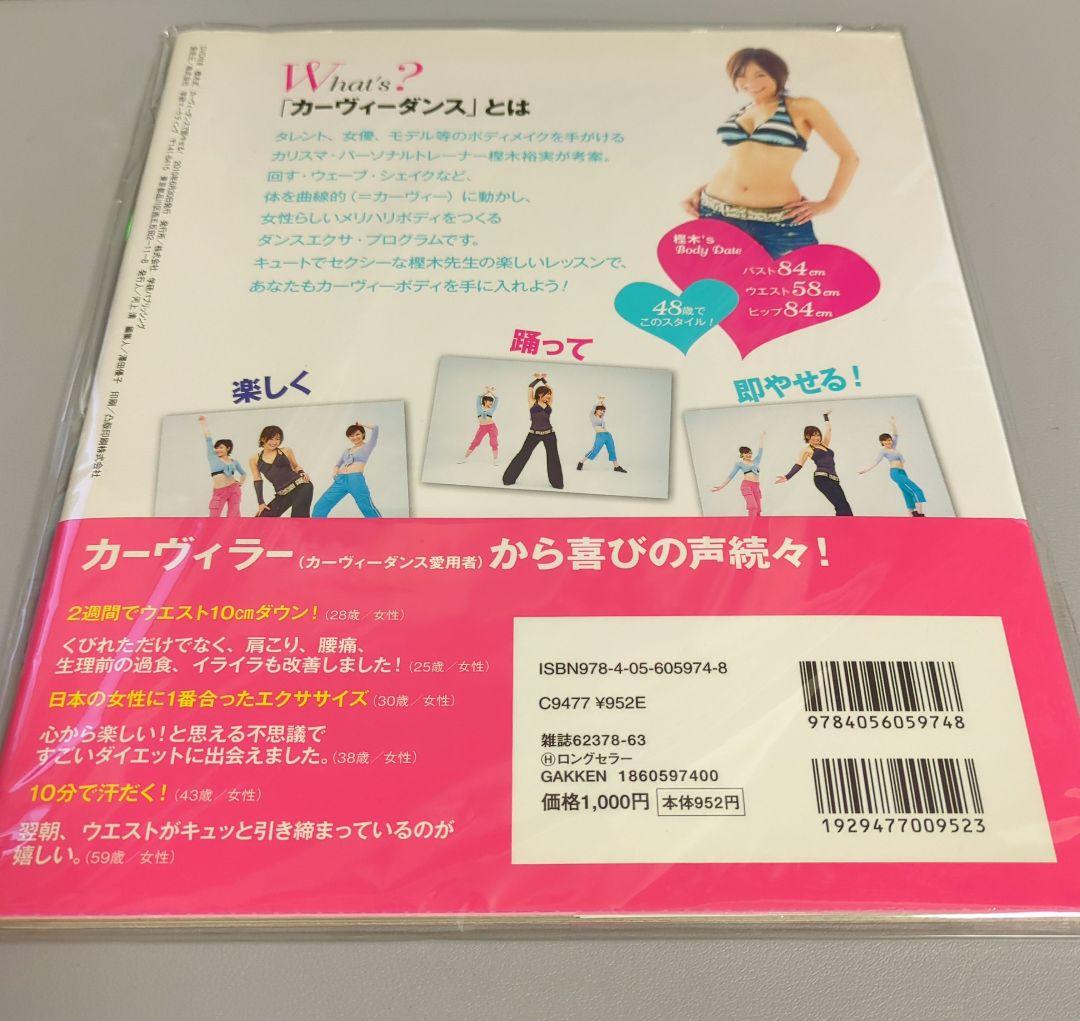 What's?
「カーヴィーダンス」とは
タレント、女優、モデル等のボディメイクを手がける
カリスマ・パーソナルトレーナー樫木裕実が考案。
回す・ウェーブ・シェイクなど、
体を曲線的(=カーヴィー)に動かし、
女性らしいメリハリボディをつくる
ダンスエクサ・プログラムです。
キュートでセクシーな樫木先生の楽しいレッスンで、
あなたもカーヴィーボディを手に入れよう!
樫木's
Body Date
バスト84cm
ウエスト58cm
ヒップ84cm
48歳で
このスタイル!
楽しく
踊って
即やせる!
カーヴィラー(カーヴィーダンス愛用者)から喜びの声続々!
2週間でウエスト10㎝ダウン!(28歳/女性)
くびれただけでなく、肩こり、腰痛、
生理前の過食、イライラも改善しました!(25歳/女性)
日本の女性に1番合ったエクササイズ(30歳/女性)
心から楽しい!と思える不思議で
すごいダイエットに出会えました。(38歳/女性)
10分で汗だく!(43歳/女性)
翌朝、ウエストがキュッと引き締まっているのが
嬉しい。(59歳/女性)
ISBN978-4-05-605974-8
C9477 ¥952E
雑誌62378-63
Ⓗロングセラー
GAKKEN 1860597400
価格1,000円 本体952円
9784056059748
1929477009523